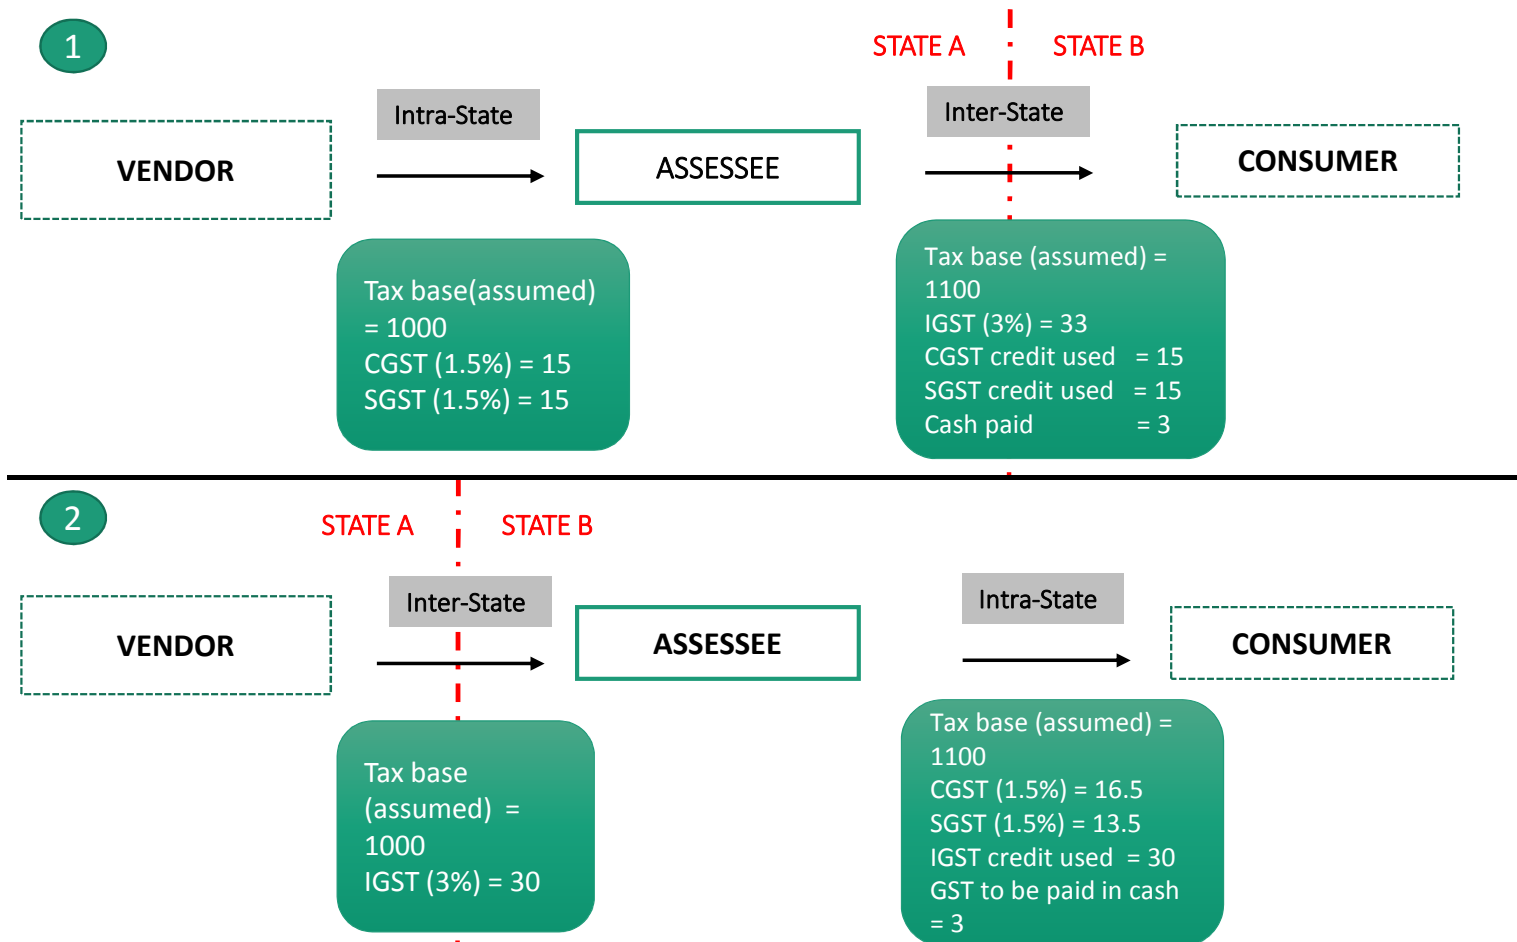 1
STATE A
STATE B
Intra-State
Inter-State
VENDOR
ASSESSEE
CONSUMER
Tax base(assumed)
= 1000
CGST (1.5%) = 15
SGST (1.5%) = 15
Tax base (assumed) =
1100
IGST (3%) = 33
CGST credit used = 15
SGST credit used = 15
Cash paid = 3
2
STATE A
STATE B
Inter-State
Intra-State
VENDOR
ASSESSEE
CONSUMER
Tax base
(assumed) =
1000
IGST (3%) = 30
Tax base (assumed) =
1100
CGST (1.5%) = 16.5
SGST (1.5%) = 13.5
IGST credit used = 30
GST to be paid in cash
= 3